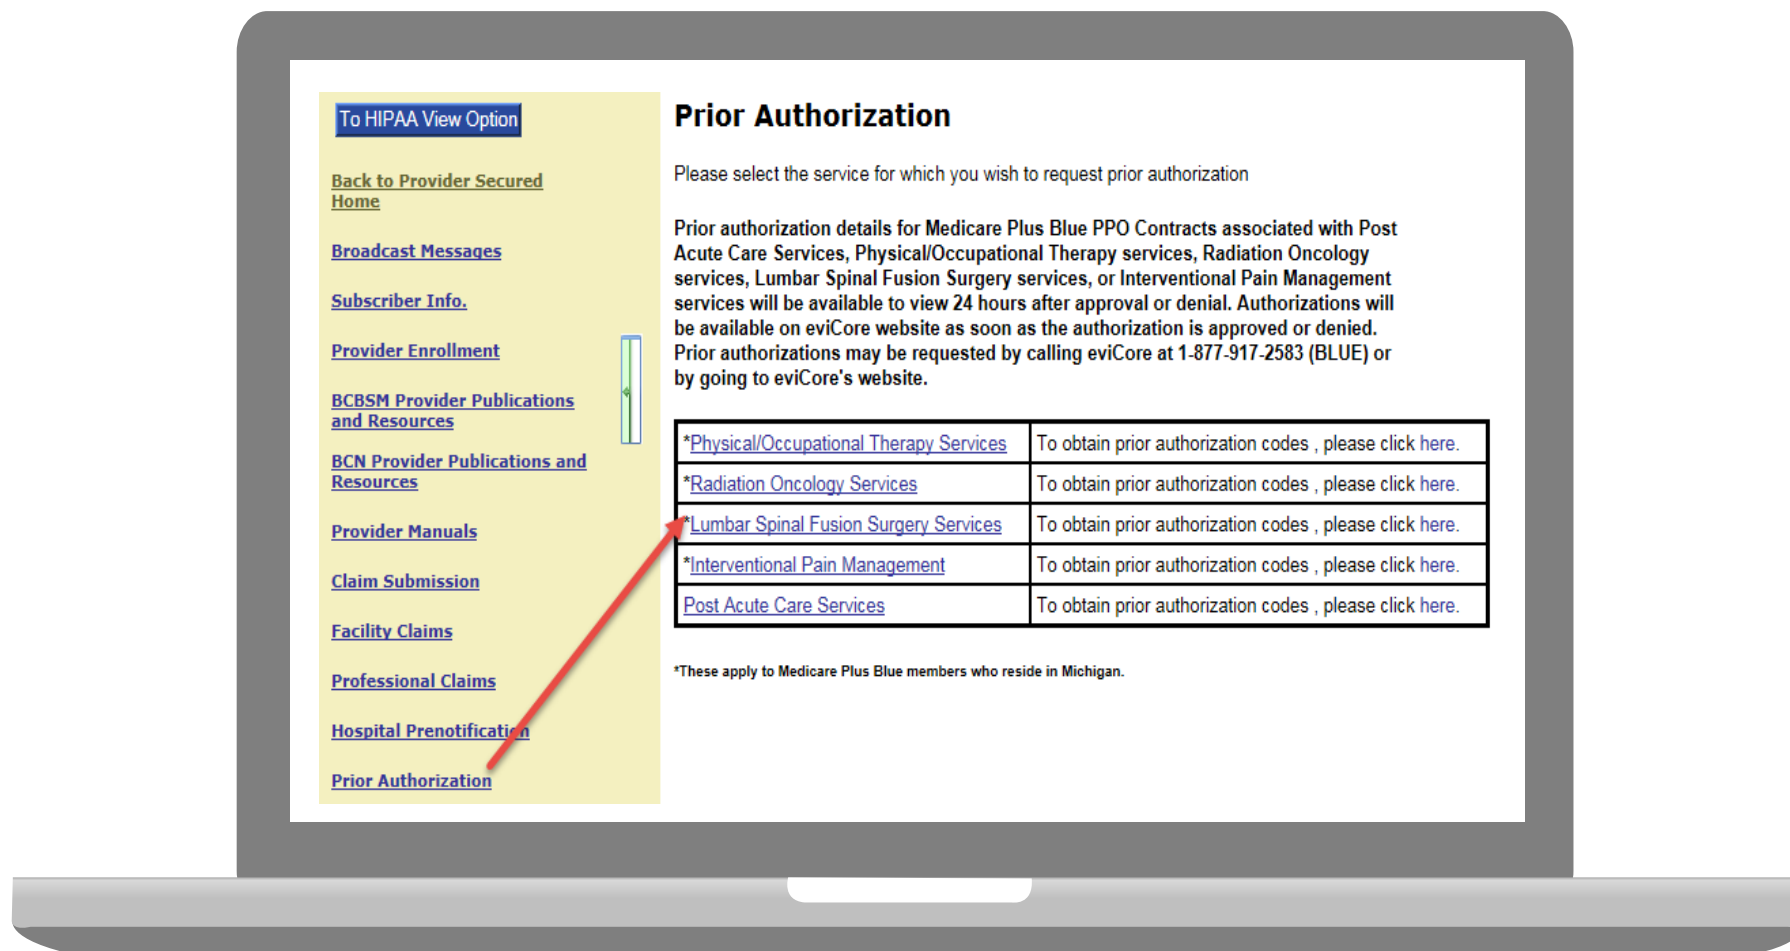 To HIPAA View Option
Back to Provider Secured
Home
Broadcast Messages
Subscriber Info.
Provider Enrollment
BCBSM Provider Publications
and Resources
BCN Provider Publications and
Resources
Provider Manuals
Claim Submission
Facility Claims
Professional Claims
Hospital Prenotification
Prior Authorization
Prior Authorization
Please select the service for which you wish to request prior authorization
Prior authorization details for Medicare Plus Blue PPO Contracts associated with Post
Acute Care Services, Physical/Occupational Therapy services, Radiation Oncology
services, Lumbar Spinal Fusion Surgery services, or Interventional Pain Management
services will be available to view 24 hours after approval or denial. Authorizations will
be available on eviCore website as soon as the authorization is approved or denied.
Prior authorizations may be requested by calling eviCore at 1-877-917-2583 (BLUE) or
by going to eviCore's website.
*Physical/Occupational Therapy Services To obtain prior authorization codes , please click here.
*Radiation Oncology Services To obtain prior authorization codes , please click here.
*Lumbar Spinal Fusion Surgery Services To obtain prior authorization codes , please click here.
*Interventional Pain Management To obtain prior authorization codes , please click here.
Post Acute Care Services To obtain prior authorization codes , please click here.
*These apply to Medicare Plus Blue members who reside in Michigan.